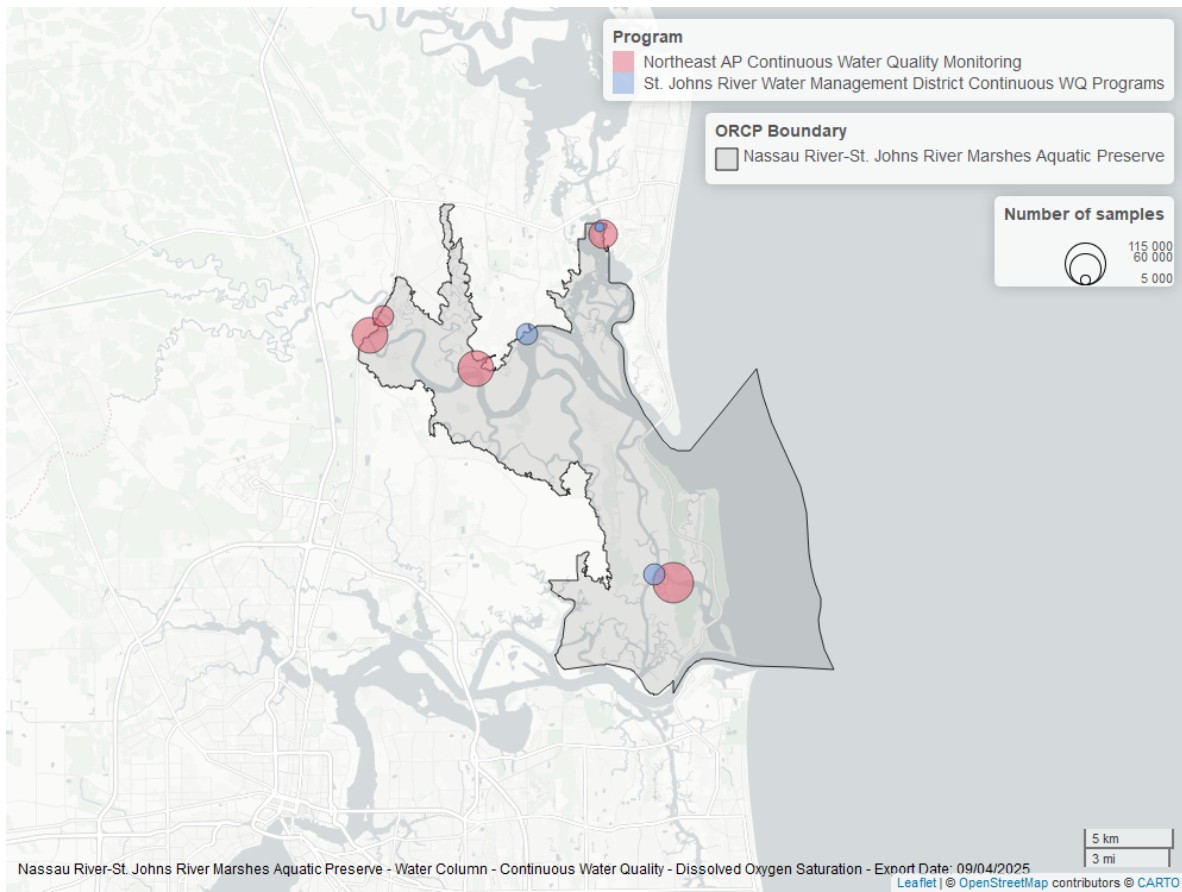 Program
Northeast AP Continuous Water Quality Monitoring
St. Johns River Water Management District Continuous WQ Programs
ORCP Boundary
Nassau River-St. Johns River Marshes Aquatic Preserve
Number of samples
115 000
60 000
5 000
5 km
3 mi
Nassau River-St. Johns River Marshes Aquatic Preserve - Water Column - Continuous Water Quality - Dissolved Oxygen Saturation - Export Date: 09/04/2025
Leaflet | © OpenStreetMap contributors © CARTO